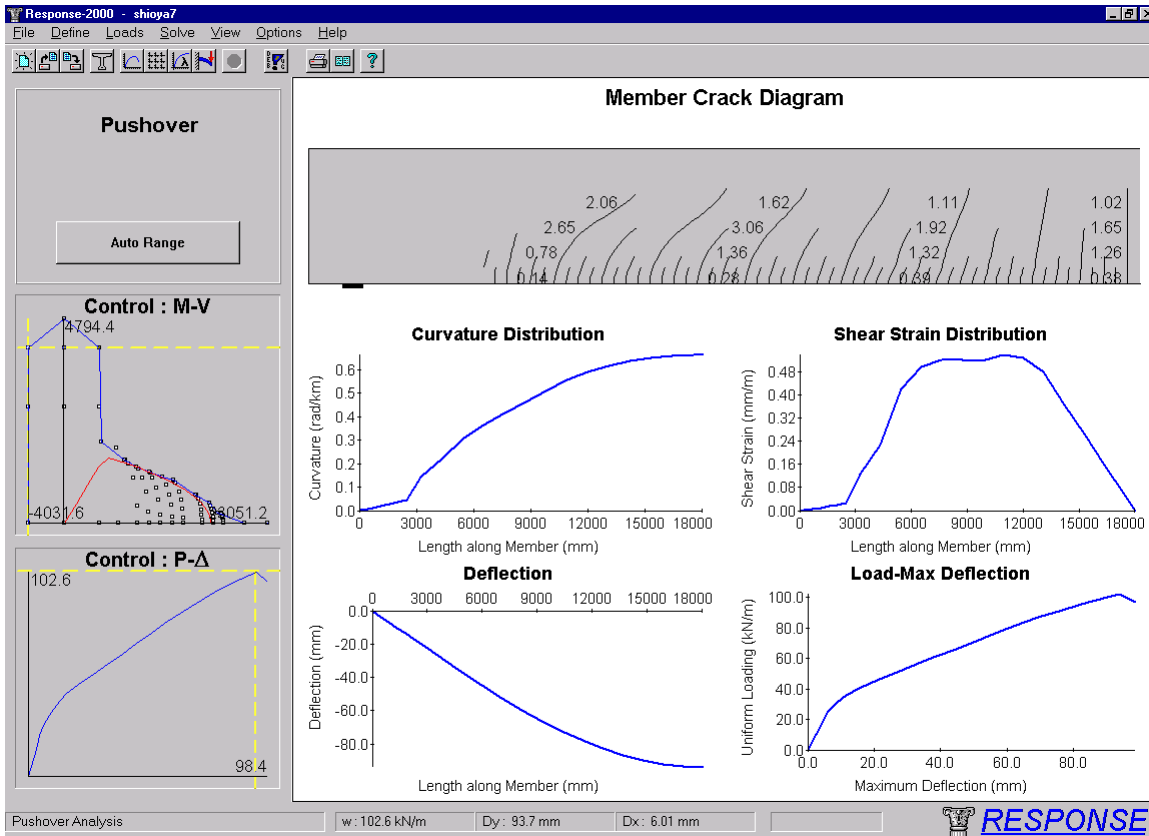 Response-2000 - shioya7
File Define Loads Solve View Options Help
Pushover
Auto Range
Control : M-V
4794.4
-4031.6
Control : P-Δ
102.6
98.4
Member Crack Diagram
2.06 1.62 1.11 1.02
2.65 3.06 1.92 1.65
0.78 1.36 1.32 1.26
0.14 0.28 0.39 0.38
Curvature Distribution
Curvature (rad/km)
0.6
0.5
0.4
0.3
0.2
0.1
0.0
0 3000 6000 9000 12000 15000 18000
Length along Member (mm)
Shear Strain Distribution
Shear Strain (mm/m)
0.48
0.40
0.32
0.24
0.16
0.08
0.00
0 3000 6000 9000 12000 15000 18000
Length along Member (mm)
Deflection
0 3000 6000 9000 12000 15000 18000
Deflection (mm)
0.0
-20.0
-40.0
-60.0
-80.0
Length along Member (mm)
Load-Max Deflection
Uniform Loading (kN/m)
100.0
80.0
60.0
40.0
20.0
0.0
0.0 20.0 40.0 60.0 80.0
Maximum Deflection (mm)
Pushover Analysis w : 102.6 kN/m Dy : 93.7 mm Dx : 6.01 mm
RESPONSE